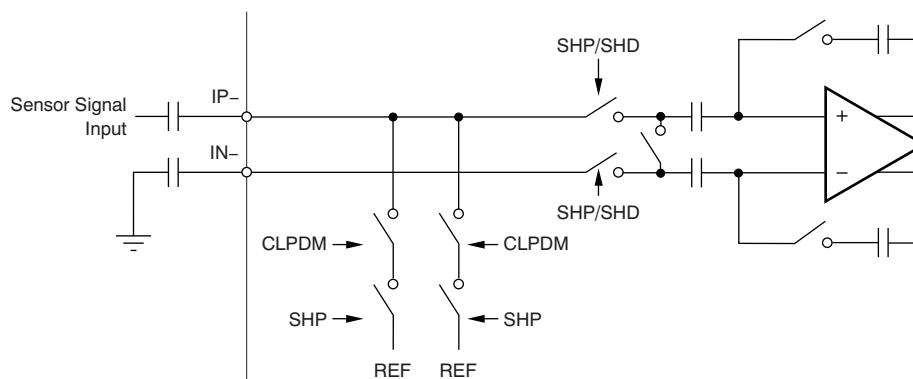 SHP/SHD
IP–
Sensor Signal
Input
+
IN–
–
SHP/SHD
CLPDM
CLPDM
SHP
SHP
REF
REF